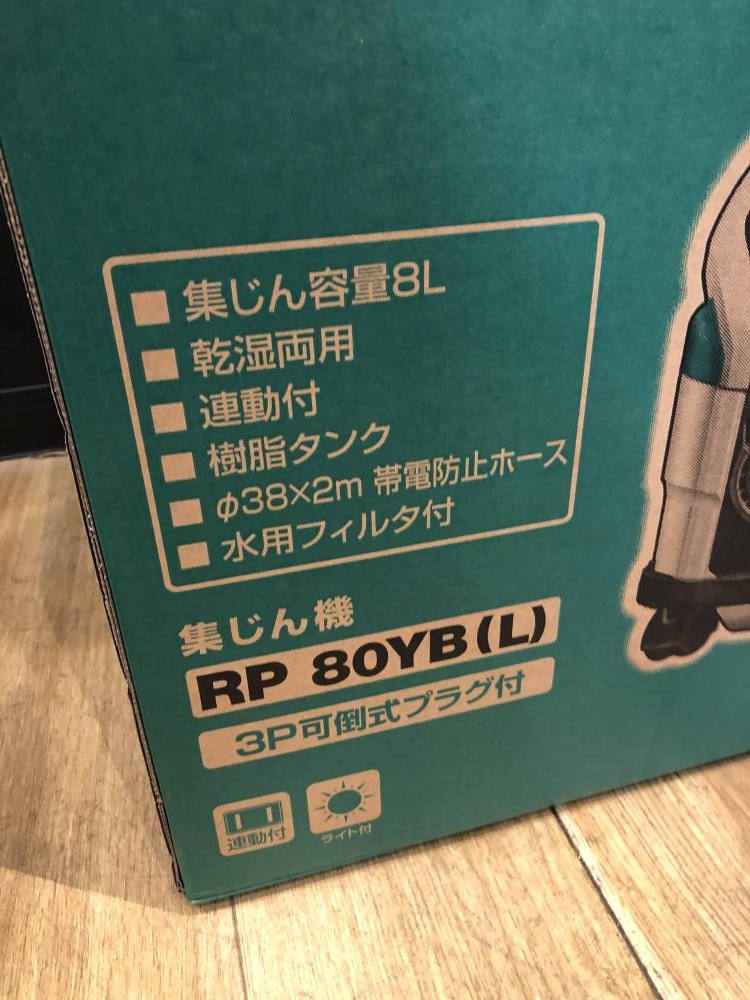 ■ 集じん容量8L
■ 乾湿両用
■ 連動付
■ 樹脂タンク
■ φ38×2m 帯電防止ホース
■ 水用フィルタ付
集じん機
RP 80YB(L)
3P可倒式プラグ付
連動付
ライト付